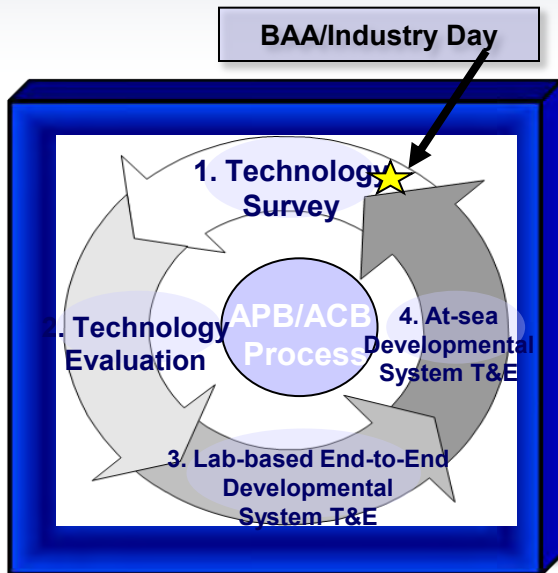 BAA/Industry Day
1. Technology
Survey
APB/ACB
Process
2. Technology
Evaluation
4. At-sea
Developmental
System T&E
3. Lab-based End-to-End
Developmental
System T&E